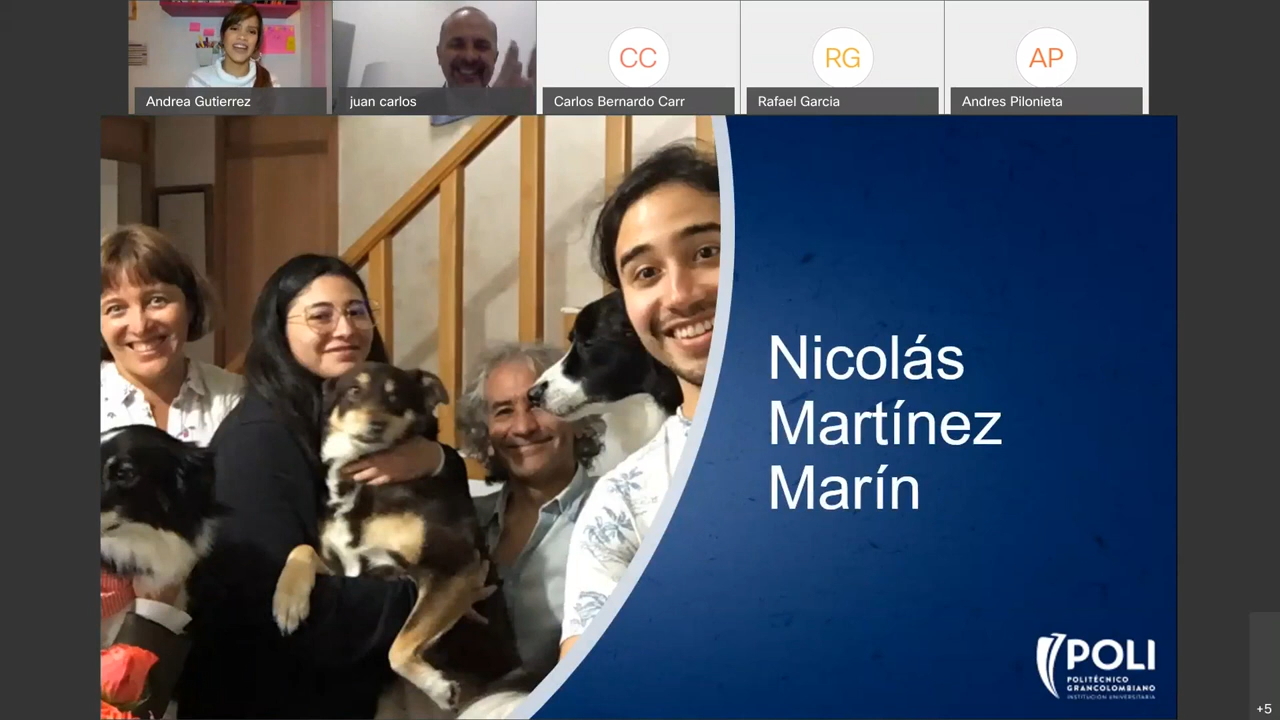 Andrea Gutierrez
juan carlos
CC
Carlos Bernardo Carr
RG
Rafael Garcia
AP
Andres Pilonieta
Nicolás
Martínez
Marín
POLI
POLITÉCNICO
GRANCOLOMBIANO
INSTITUCIÓN UNIVERSITARIA
+5